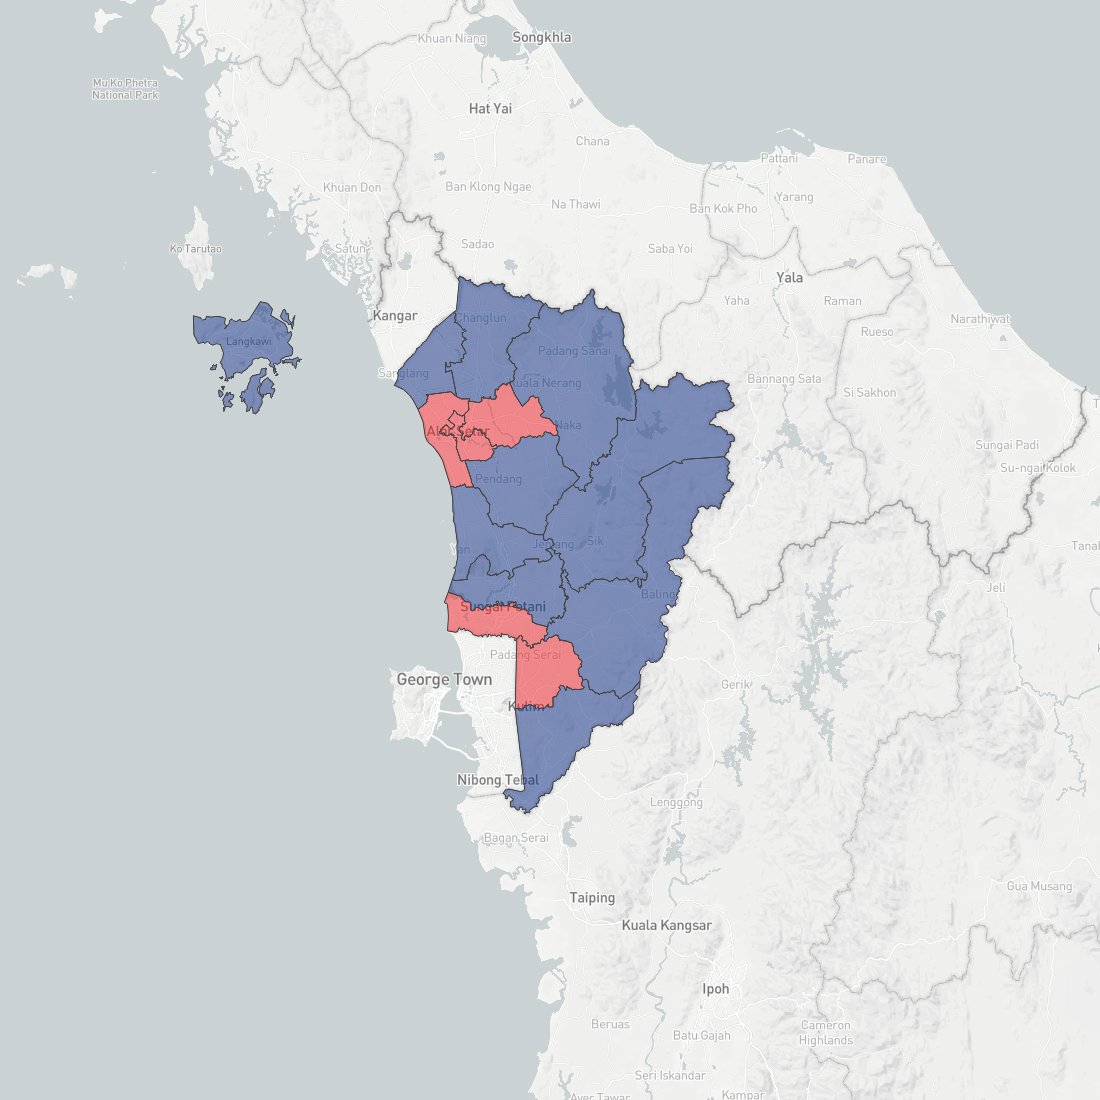 Khuan Niang
Songkhla
Mu Ko Phetra
National Park
Hat Yai
Chana
Pattani
Panare
Khuan Don
Ban Klong Ngae
Na Thawi
Yarang
Ban Kok Pho
Ko Tarutao
Satun
Sadao
Saba Yoi
Yala
Yaha
Raman
Kangar
Changlun
Narathiwat
Rueso
Langkawi
Padang Sanai
Sanglang
Kuala Nerang
Bannang Sata
Si Sakhon
Alor Setar
Naka
Sungai Padi
Su-ngai Kolok
Pendang
Yan
Jeniang
Sik
Tanah
Baling
Jeli
Sungai Petani
Padang Serai
George Town
Gerik
Kulim
Nibong Tebal
Lenggong
Bagan Serai
Gua Musang
Taiping
Kuala Kangsar
Ipoh
Beruas
Batu Gajah
Cameron
Highlands
Seri Iskandar
Kampar
Ayer Tawar